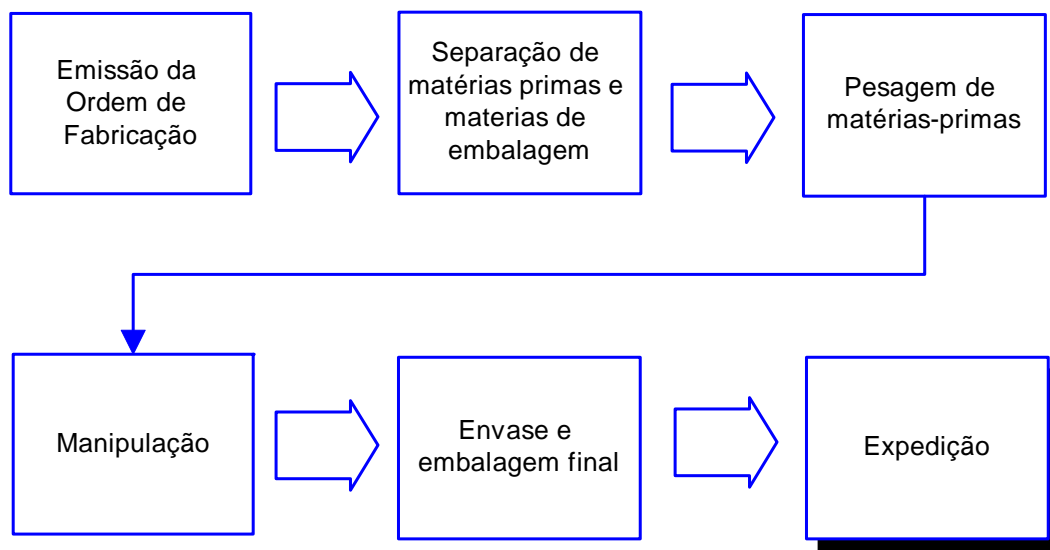 Emissão da
Ordem de
Fabricação
Separação de
matérias primas e
materias de
embalagem
Pesagem de
matérias-primas
Manipulação
Envase e
embalagem final
Expedição